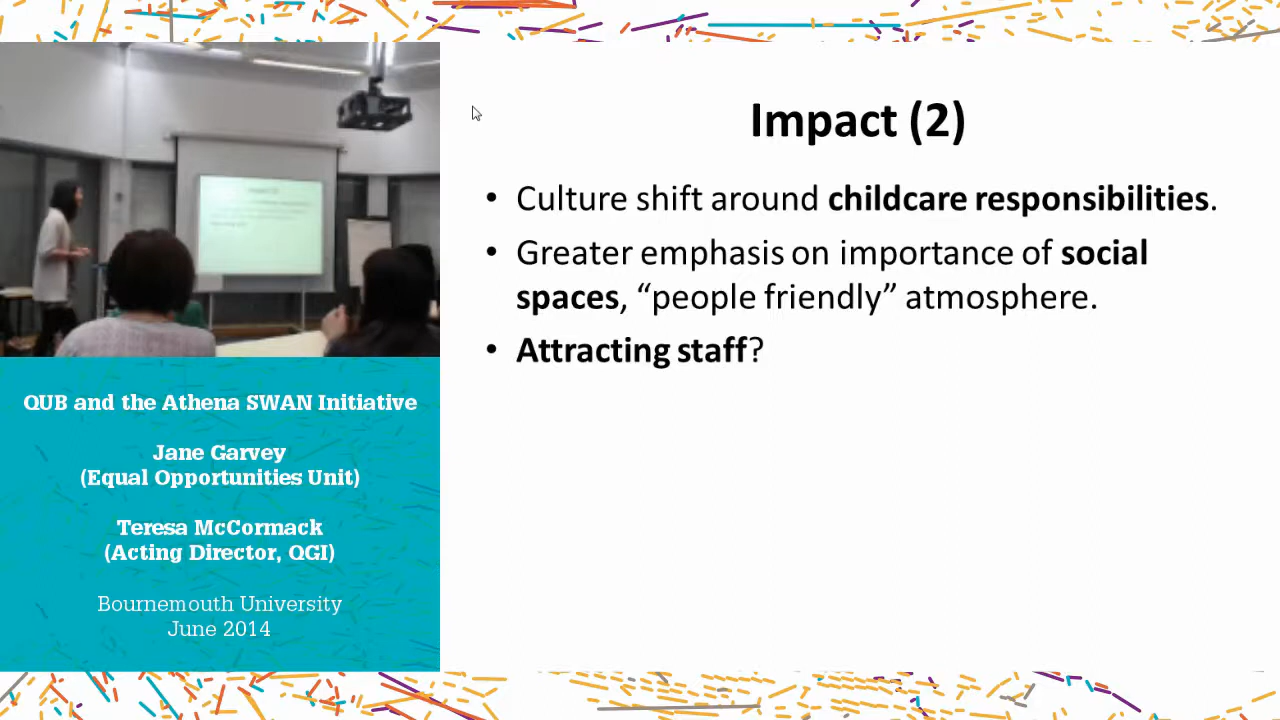 Impact (2)
• Culture shift around childcare responsibilities.
• Greater emphasis on importance of social
spaces, “people friendly” atmosphere.
• Attracting staff?
QUB and the Athena SWAN Initiative
Jane Garvey
(Equal Opportunities Unit)
Teresa McCormack
(Acting Director, QGI)
Bournemouth University
June 2014